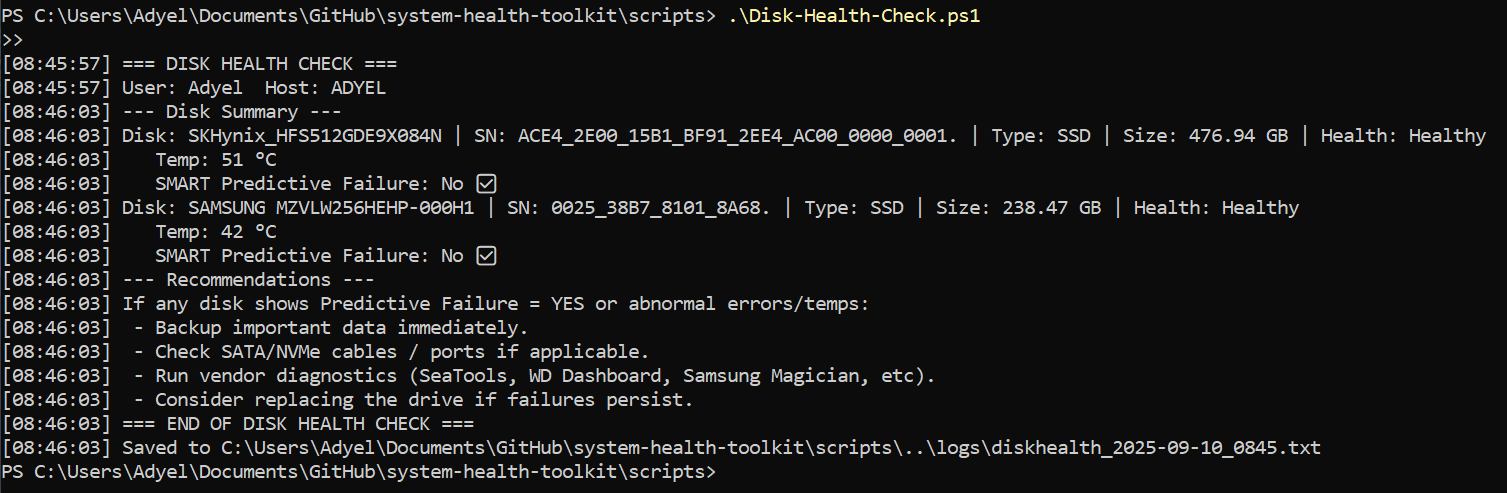 PS C:\Users\Adyel\Documents\GitHub\system-health-toolkit\scripts> .\Disk-Health-Check.ps1
>>
[08:45:57] === DISK HEALTH CHECK ===
[08:45:57] User: Adyel  Host: ADYEL
[08:46:03] --- Disk Summary ---
[08:46:03] Disk: SKHynix_HFS512GDE9X084N | SN: ACE4_2E00_15B1_BF91_2EE4_AC00_0000_0001. | Type: SSD | Size: 476.94 GB | Health: Healthy
[08:46:03]    Temp: 51 °C
[08:46:03]    SMART Predictive Failure: No ☑
[08:46:03] Disk: SAMSUNG MZVLW256HEHP-000H1 | SN: 0025_38B7_8101_8A68. | Type: SSD | Size: 238.47 GB | Health: Healthy
[08:46:03]    Temp: 42 °C
[08:46:03]    SMART Predictive Failure: No ☑
[08:46:03] --- Recommendations ---
[08:46:03] If any disk shows Predictive Failure = YES or abnormal errors/temps:
[08:46:03]  - Backup important data immediately.
[08:46:03]  - Check SATA/NVMe cables / ports if applicable.
[08:46:03]  - Run vendor diagnostics (SeaTools, WD Dashboard, Samsung Magician, etc).
[08:46:03]  - Consider replacing the drive if failures persist.
[08:46:03] === END OF DISK HEALTH CHECK ===
[08:46:03] Saved to C:\Users\Adyel\Documents\GitHub\system-health-toolkit\scripts\..\logs\diskhealth_2025-09-10_0845.txt
PS C:\Users\Adyel\Documents\GitHub\system-health-toolkit\scripts>